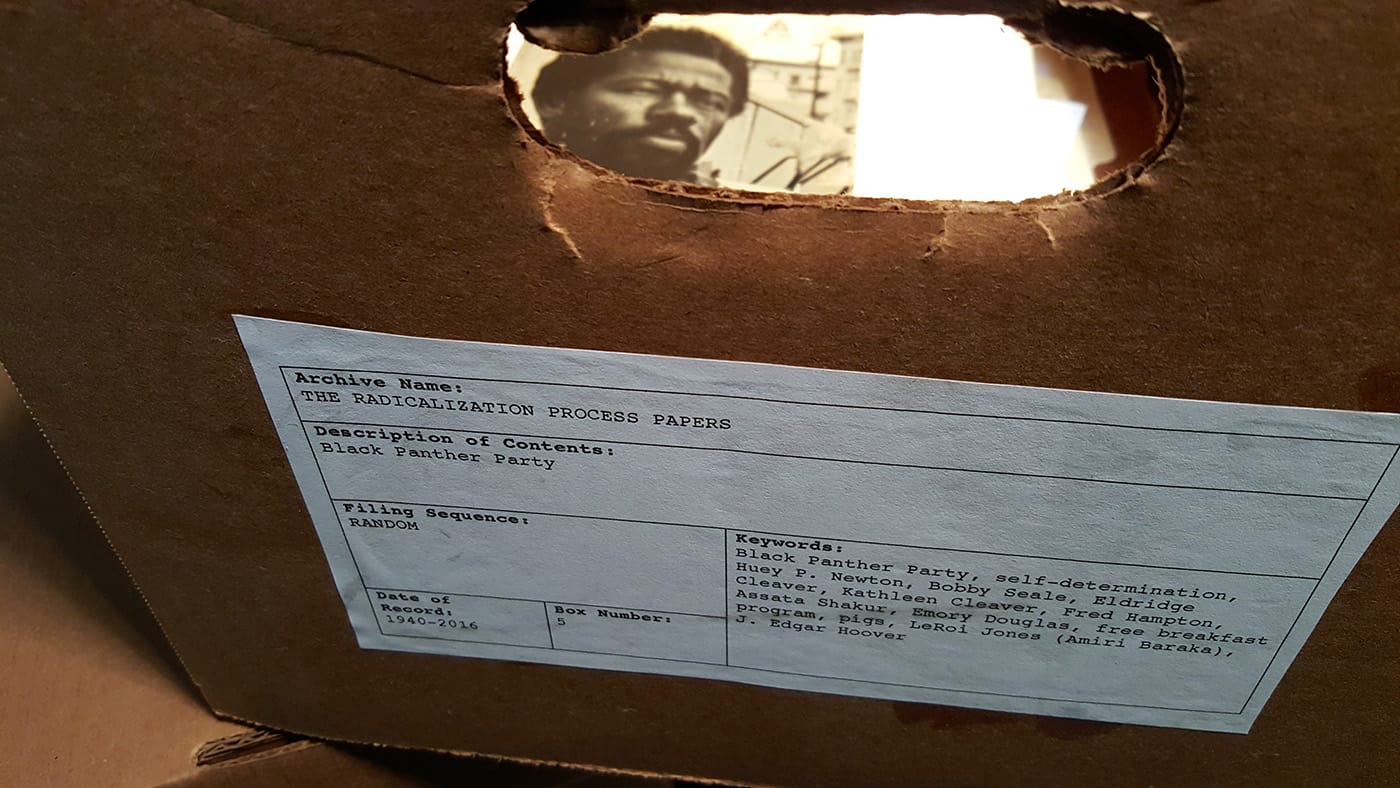 Archive Name:
THE RADICALIZATION PROCESS PAPERS
Description of Contents:
Black Panther Party
Filing Sequence:
RANDOM
Date of
Record:
1940-2016
Box Number:
5
Keywords:
Black Panther Party, self-determination,
Huey P. Newton, Bobby Seale, Eldridge
Cleaver, Kathleen Cleaver, Fred Hampton,
Assata Shakur, Emory Douglas, free breakfast
program, pigs, LeRoi Jones (Amiri Baraka),
J. Edgar Hoover